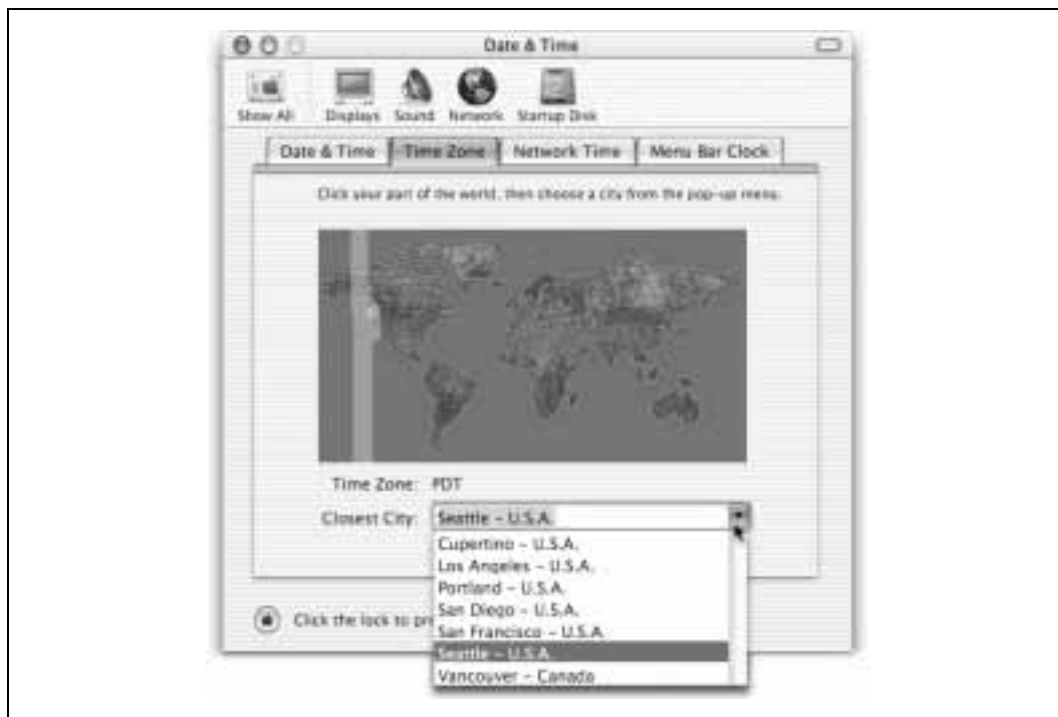 Date & Time
Show All Displays Sound Network Startup Disk
Date & Time Time Zone Network Time Menu Bar Clock
Click your part of the world, then choose a city from the pop-up menu.
Time Zone: PDT
Closest City: Seattle – U.S.A.
Cupertino – U.S.A.
Los Angeles – U.S.A.
Portland – U.S.A.
San Diego – U.S.A.
San Francisco – U.S.A.
Seattle – U.S.A.
Vancouver – Canada
Click the lock to pr